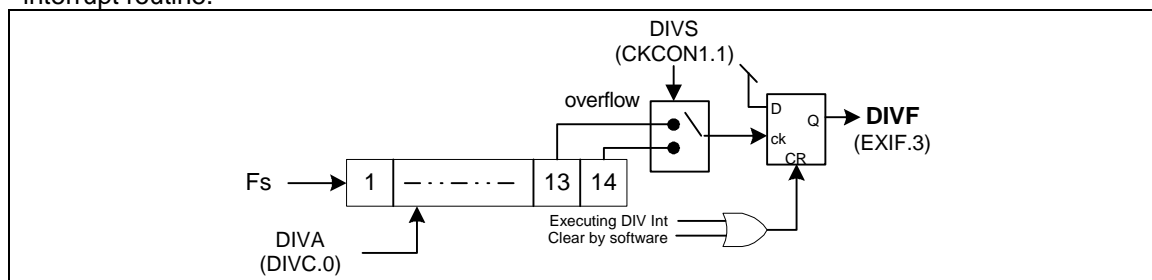 interrupt routine.
DIVS
(CKCON1.1)
overflow
D
Q
DIVF
ck
(EXIF.3)
CR
Fs
1
13
14
Executing DIV Int
Clear by software
DIVA
(DIVC.0)